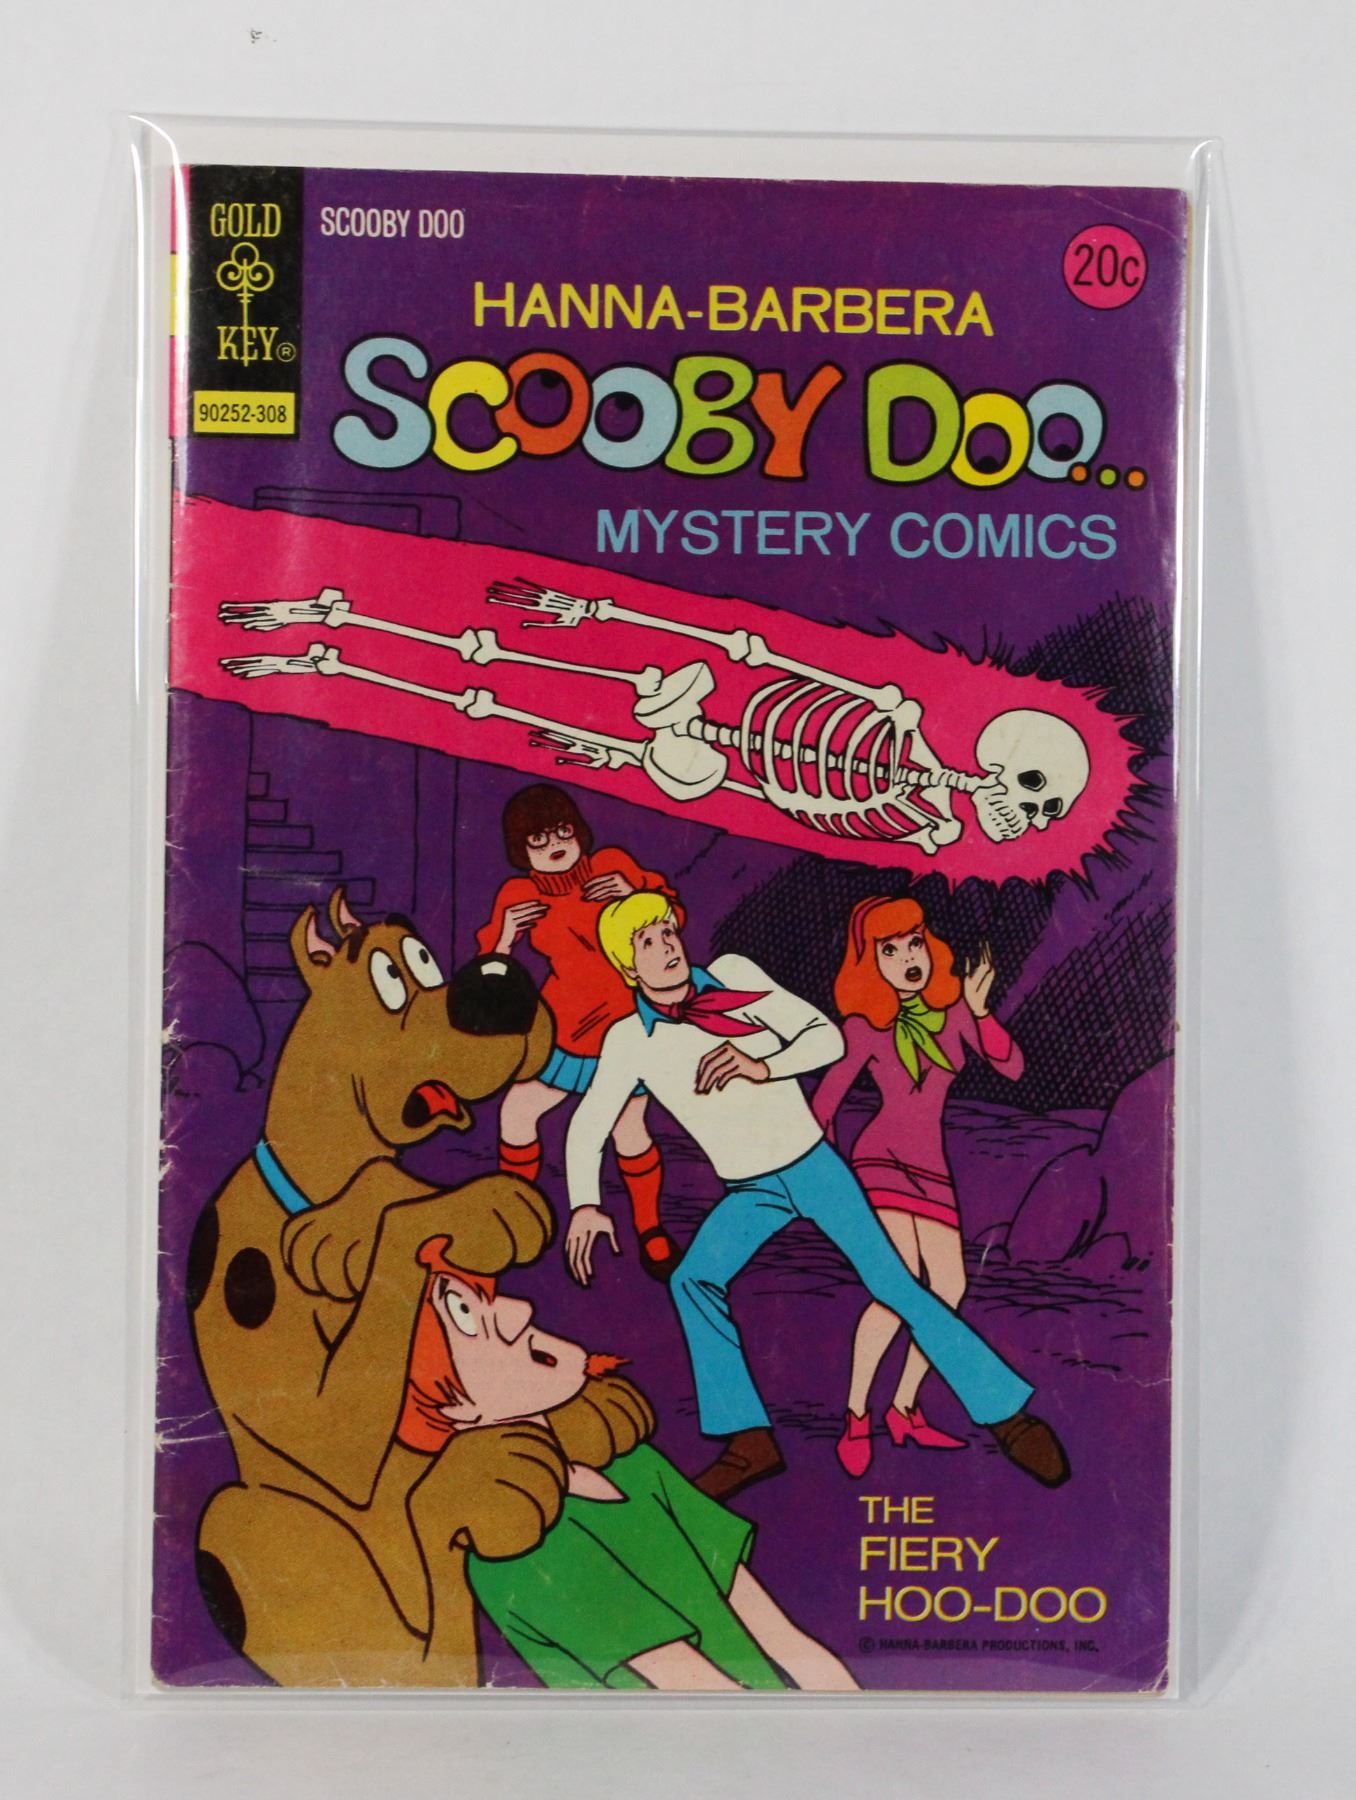 GOLD
KEY®
SCOOBY DOO
20¢
90252-308
HANNA-BARBERA
SCOOBY DOO...
MYSTERY COMICS
THE
FIERY
HOO-DOO
© HANNA-BARBERA PRODUCTIONS, INC.